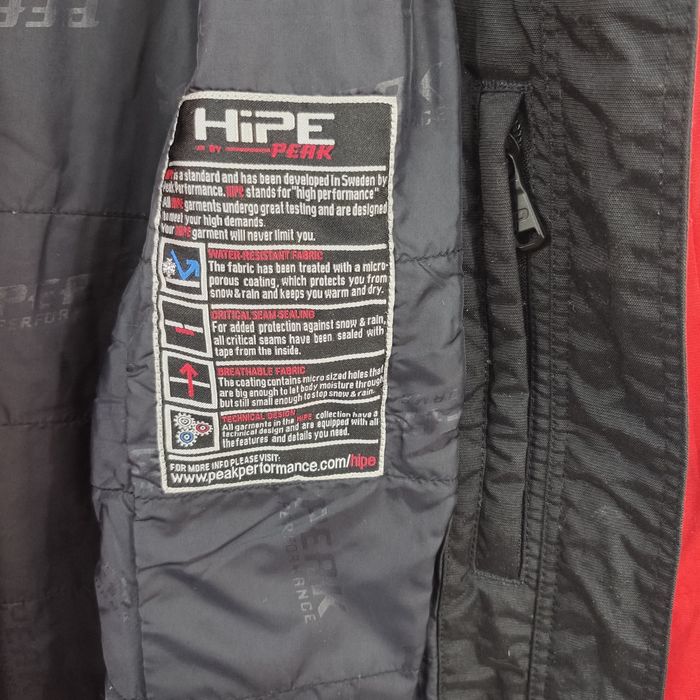 HiPE
BY PEAK
HIPE is a standard and has been developed in Sweden by
Peak Performance. HIPE stands for "high performance"
All HIPE garments undergo great testing and are designed
to meet your high demands.
Your HIPE garment will never limit you.
WATER-RESISTANT FABRIC
The fabric has been treated with a micro-
porous coating, which protects you from
snow & rain and keeps you warm and dry.
CRITICAL SEAM-SEALING
For added protection against snow & rain,
all critical seams have been sealed with
tape from the inside.
BREATHABLE FABRIC
The coating contains micro sized holes that
are big enough to let body moisture through
but still small enough to stop snow & rain.
TECHNICAL DESIGN
All garments in the HIPE collection have a
technical design and are equipped with all
the features and details you need.
FOR MORE INFO PLEASE VISIT:
www.peakperformance.com/hipe
PEAK
PERFORMANCE